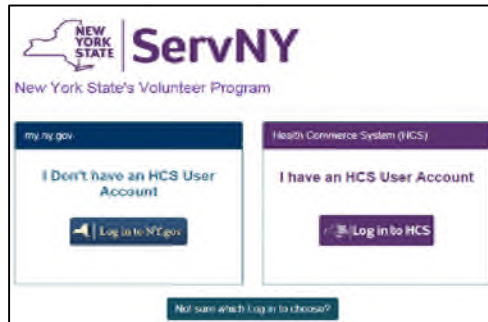 NEW
YORK
STATE
ServNY
New York State's Volunteer Program
my.ny.gov
I Don't have an HCS User
Account
Log in to NY.gov
Health Commerce System (HCS)
I have an HCS User Account
Log in to HCS
Not sure which Log in to choose?